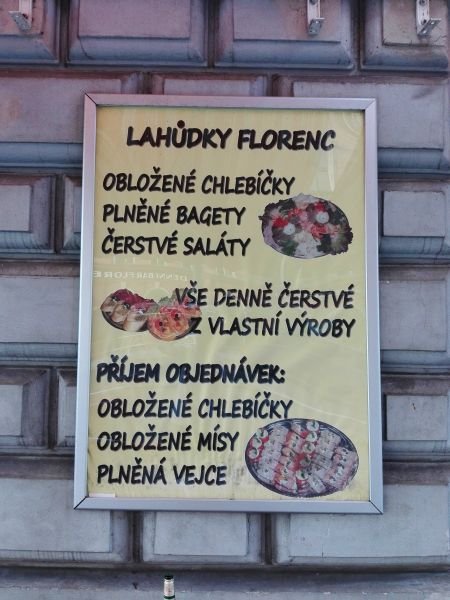 LAHŮDKY FLORENC
OBLOŽENÉ CHLEBÍČKY
PLNĚNÉ BAGETY
ČERSTVÉ SALÁTY
VŠE DENNĚ ČERSTVÉ
Z VLASTNÍ VÝROBY
PŘÍJEM OBJEDNÁVEK:
OBLOŽENÉ CHLEBÍČKY
OBLOŽENÉ MÍSY
PLNĚNÁ VEJCE